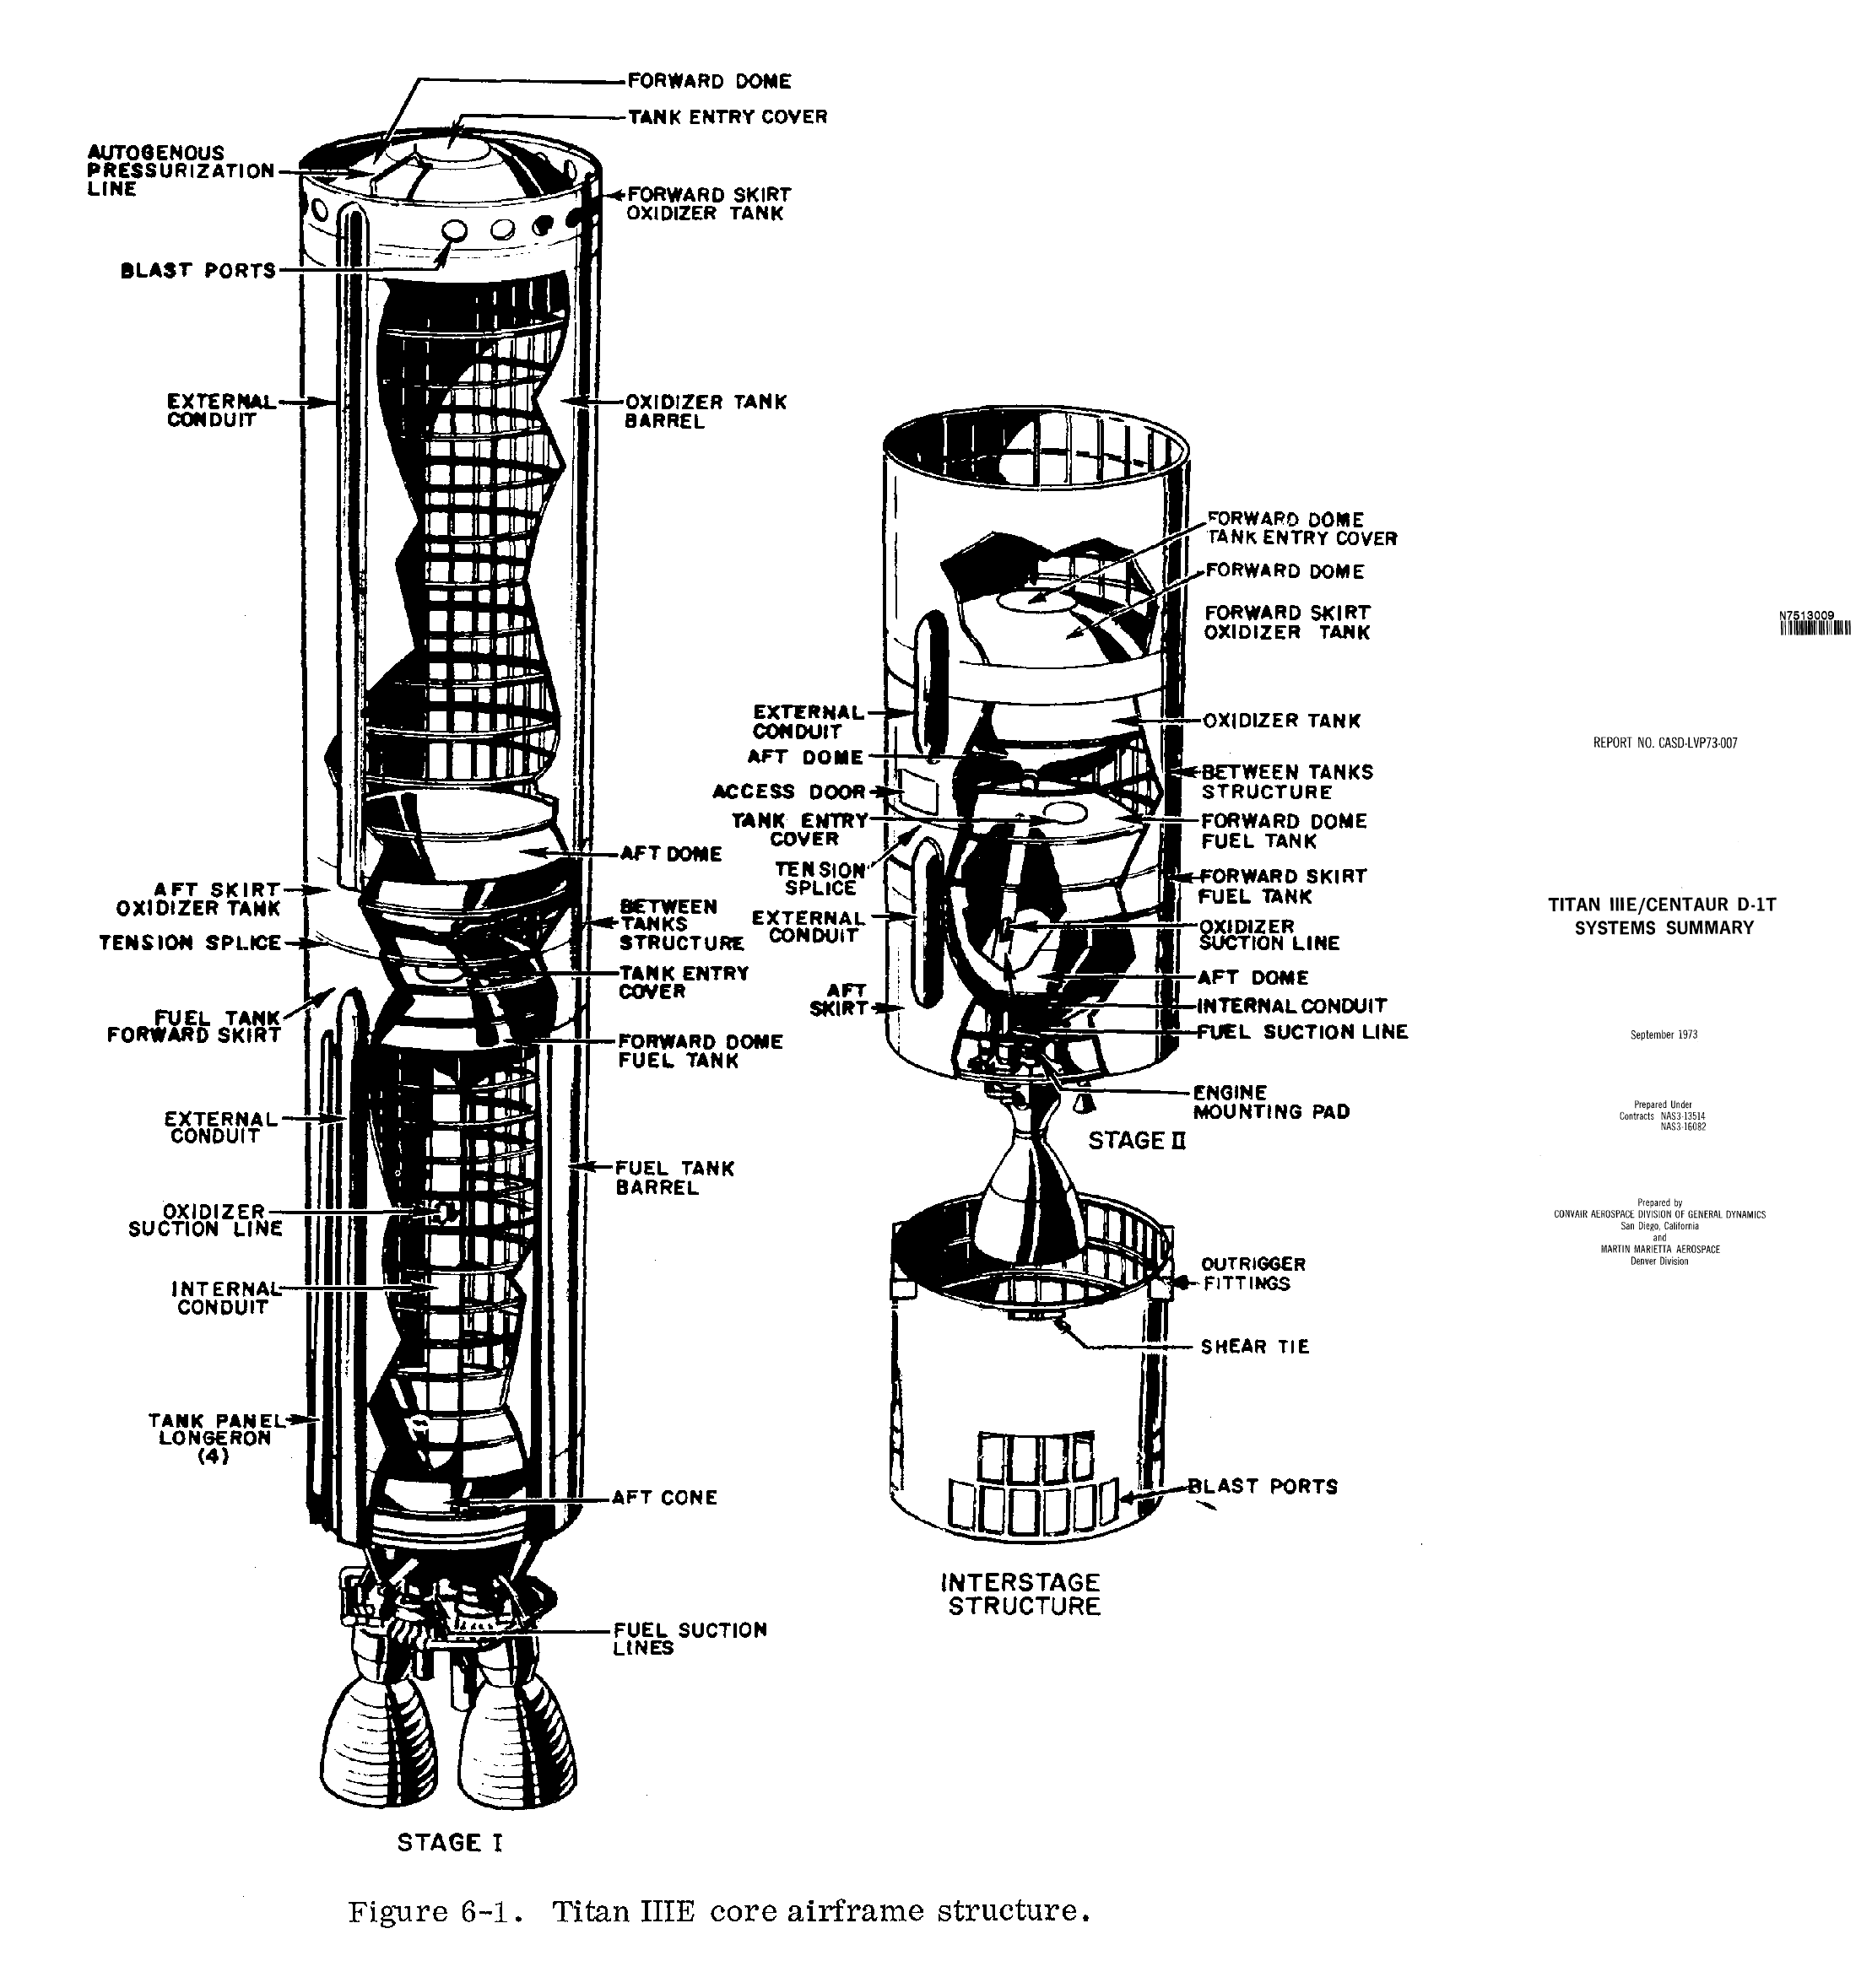 FORWARD DOME
TANK ENTRY COVER
AUTOGENOUS
PRESSURIZATION
LINE
FORWARD SKIRT
OXIDIZER TANK
BLAST PORTS
EXTERNAL
CONDUIT
OXIDIZER TANK
BARREL
AFT DOME
AFT SKIRT
OXIDIZER TANK
BETWEEN
TANKS
STRUCTURE
TENSION SPLICE
TANK ENTRY
COVER
FUEL TANK
FORWARD SKIRT
FORWARD DOME
FUEL TANK
EXTERNAL
CONDUIT
FUEL TANK
BARREL
OXIDIZER
SUCTION LINE
INTERNAL
CONDUIT
TANK PANEL
LONGERON
(4)
AFT CONE
FUEL SUCTION
LINES
STAGE I
FORWARD DOME
TANK ENTRY COVER
FORWARD DOME
FORWARD SKIRT
OXIDIZER TANK
EXTERNAL
CONDUIT
OXIDIZER TANK
AFT DOME
BETWEEN TANKS
STRUCTURE
ACCESS DOOR
TANK ENTRY
COVER
FORWARD DOME
FUEL TANK
TENSION
SPLICE
FORWARD SKIRT
FUEL TANK
EXTERNAL
CONDUIT
OXIDIZER
SUCTION LINE
AFT DOME
AFT
SKIRT
INTERNAL CONDUIT
FUEL SUCTION LINE
ENGINE
MOUNTING PAD
STAGE II
OUTRIGGER
FITTINGS
SHEAR TIE
BLAST PORTS
INTERSTAGE
STRUCTURE
Figure 6-1. Titan IIIE core airframe structure.
N7513009
REPORT NO. CASD-LVP73-007
TITAN IIIE/CENTAUR D-1T
SYSTEMS SUMMARY
September 1973
Prepared Under
Contracts NAS3-13514
NAS3-16082
Prepared by
CONVAIR AEROSPACE DIVISION OF GENERAL DYNAMICS
San Diego, California
and
MARTIN MARIETTA AEROSPACE
Denver Division